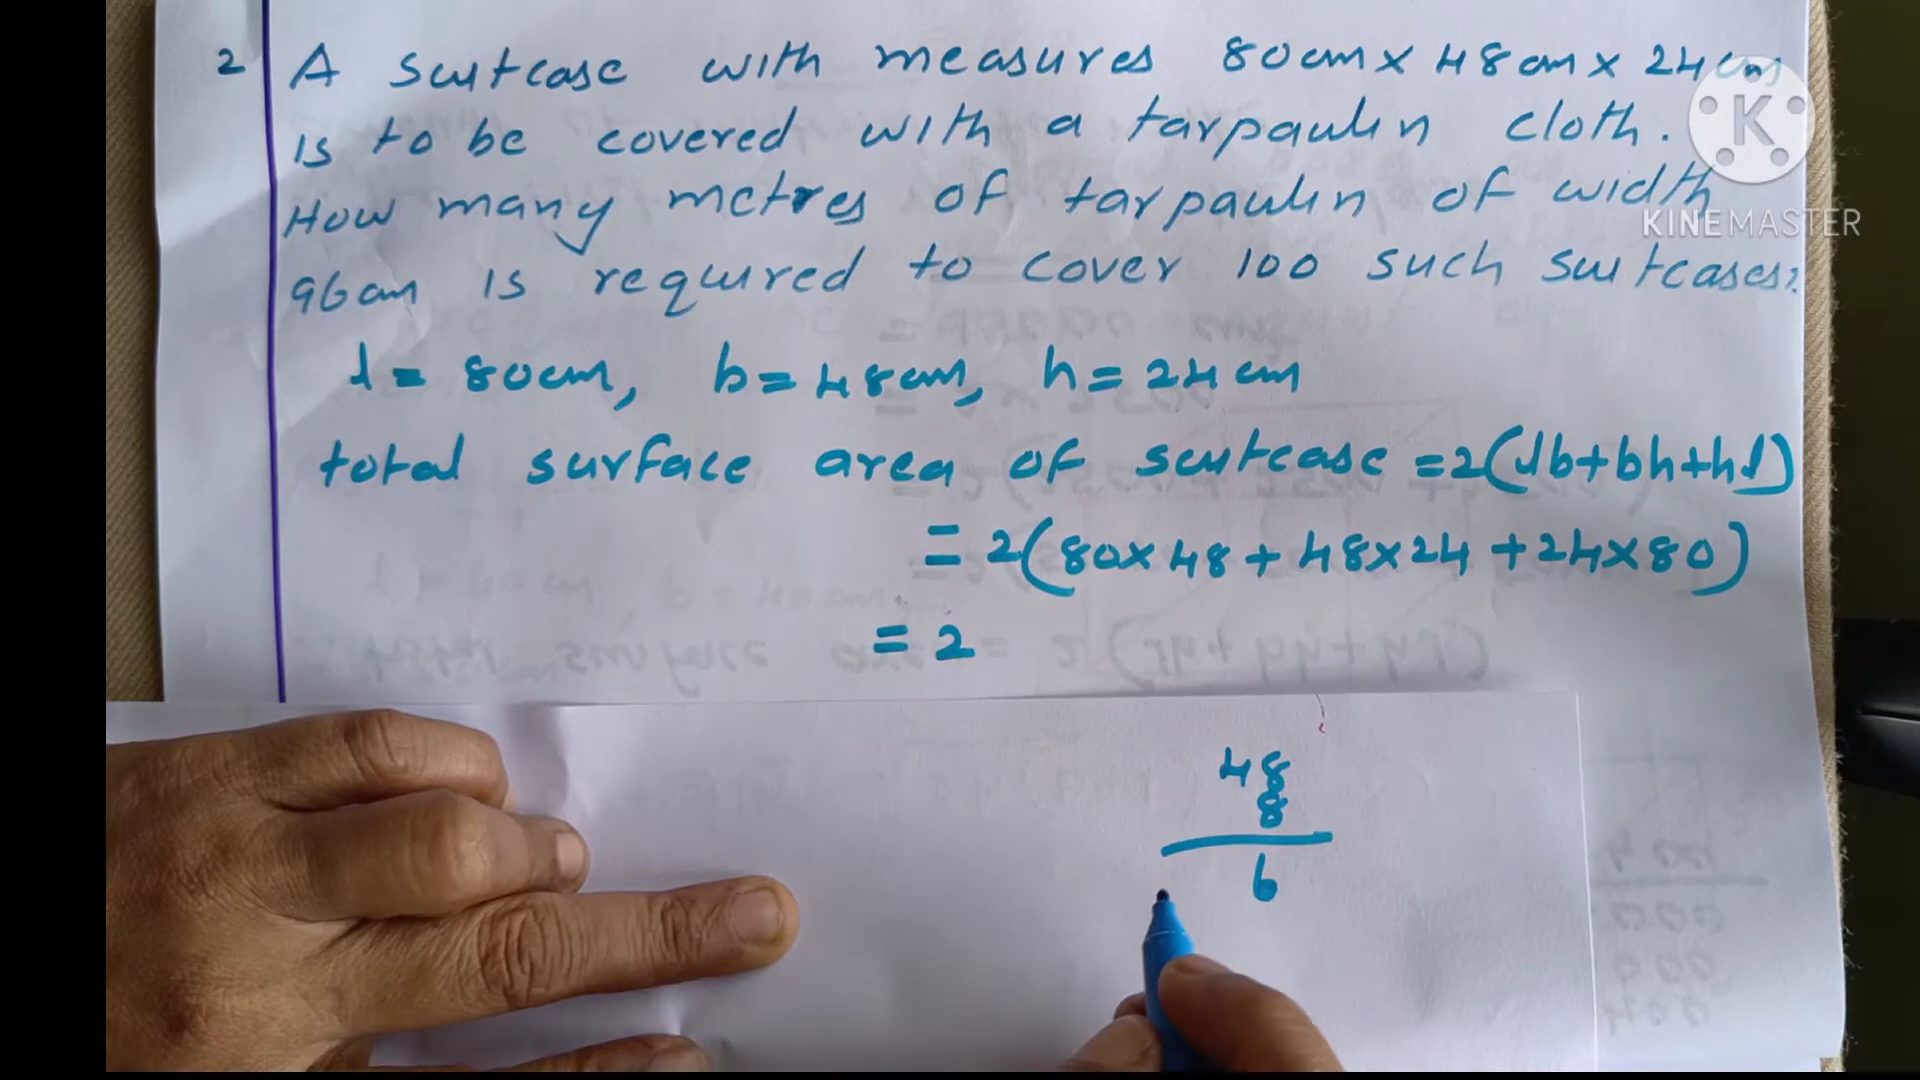 2 A suitcase with measures 80cm x 48cm x 24cm
is to be covered with a tarpaulin cloth.
How many metres of tarpaulin of width
96cm is required to cover 100 such suitcases?
l = 80cm, b = 48cm, h = 24cm
total surface area of suitcase = 2(lb+bh+hl)
= 2(80x48 + 48x24 + 24x80)
= 2
48
8
6
K
KINEMASTER